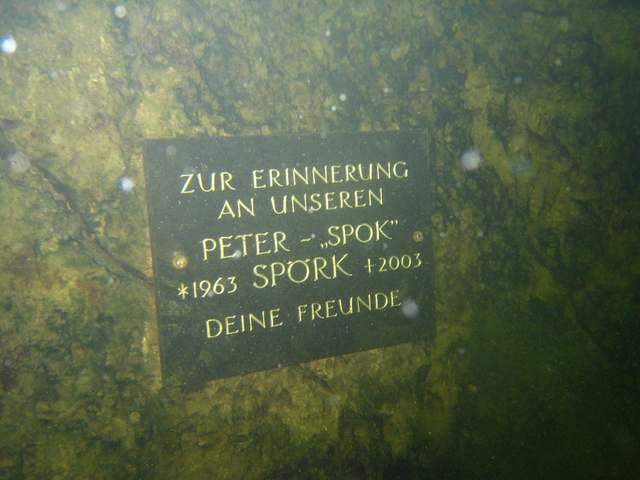 ZUR ERINNERUNG
AN UNSEREN
PETER - „SPOK"
*1963 SPÖRK +2003
DEINE FREUNDE